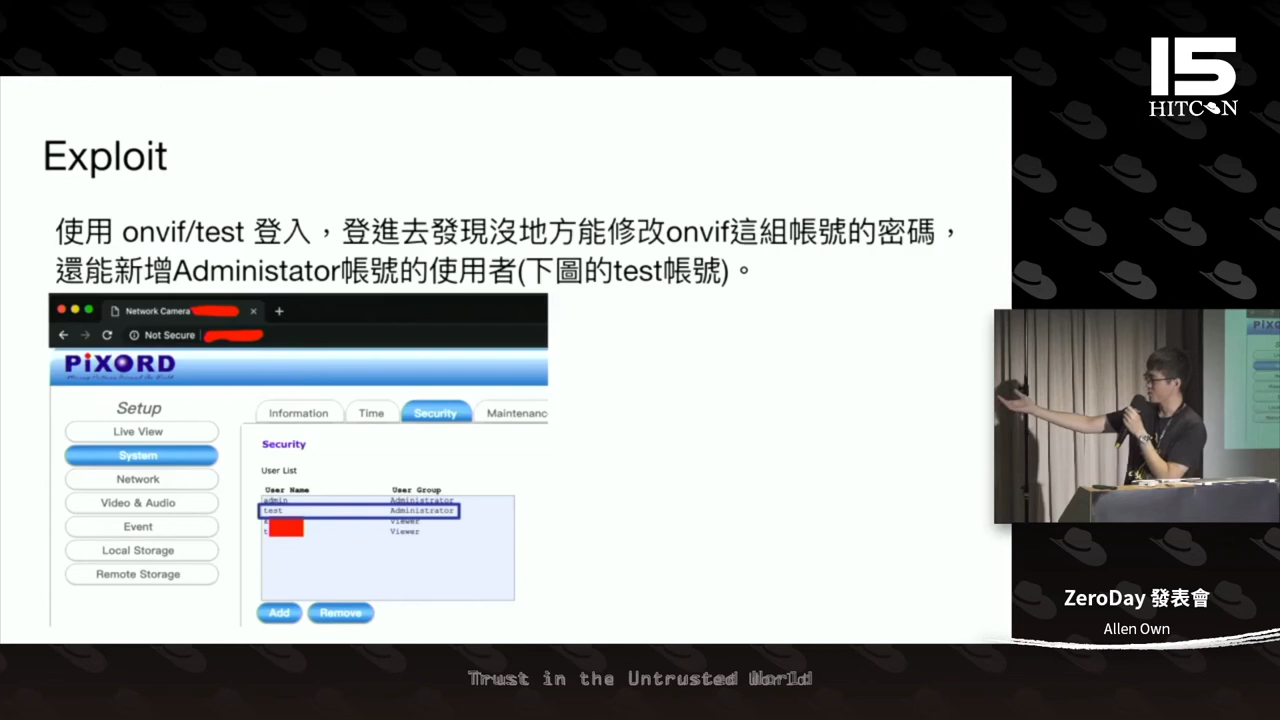 15
HITCON
Exploit
使用 onvif/test 登入，登進去發現沒地方能修改onvif這組帳號的密碼，
還能新增Administator帳號的使用者(下圖的test帳號)。
Network Camera
Not Secure
PiXORD
Setup
Live View
System
Network
Video & Audio
Event
Local Storage
Remote Storage
Information
Time
Security
Maintenanc
Security
User List
User Name User Group
admin Administrator
test Administrator
Viewer
t Viewer
Add
Remove
ZeroDay 發表會
Allen Own
Trust in the Untrusted World